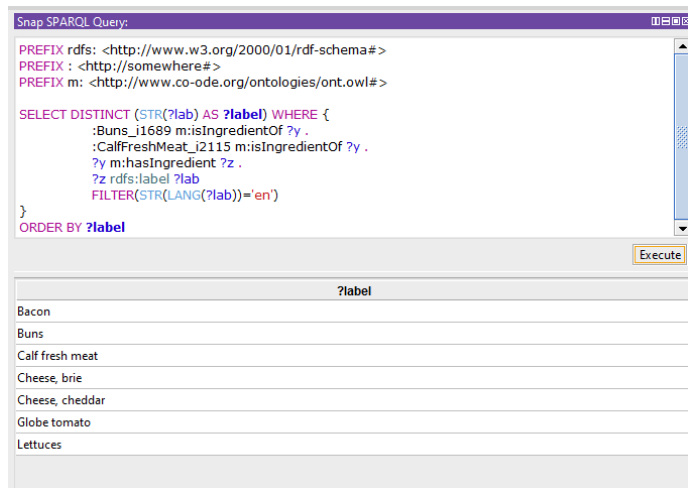 Snap SPARQL Query:
PREFIX rdfs: <http://www.w3.org/2000/01/rdf-schema#>
PREFIX : <http://somewhere#>
PREFIX m: <http://www.co-ode.org/ontologies/ont.owl#>
SELECT DISTINCT (STR(?lab) AS ?label) WHERE {
:Buns_i1689 m:isIngredientOf ?y .
:CalfFreshMeat_i2115 m:isIngredientOf ?y .
?y m:hasIngredient ?z .
?z rdfs:label ?lab
FILTER(STR(LANG(?lab))='en')
}
ORDER BY ?label
Execute
?label
Bacon
Buns
Calf fresh meat
Cheese, brie
Cheese, cheddar
Globe tomato
Lettuces